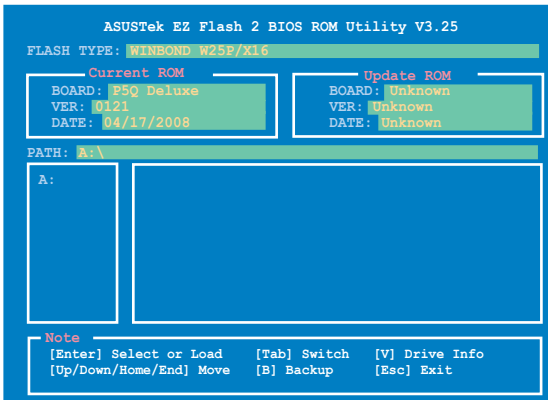 ASUSTek EZ Flash 2 BIOS ROM Utility V3.25
FLASH TYPE: WINBOND W25P/X16
Current ROM
BOARD: P5Q Deluxe
VER: 0121
DATE: 04/17/2008
Update ROM
BOARD: Unknown
VER: Unknown
DATE: Unknown
PATH: A:\
A:
Note
[Enter] Select or Load [Tab] Switch [V] Drive Info
[Up/Down/Home/End] Move [B] Backup [Esc] Exit